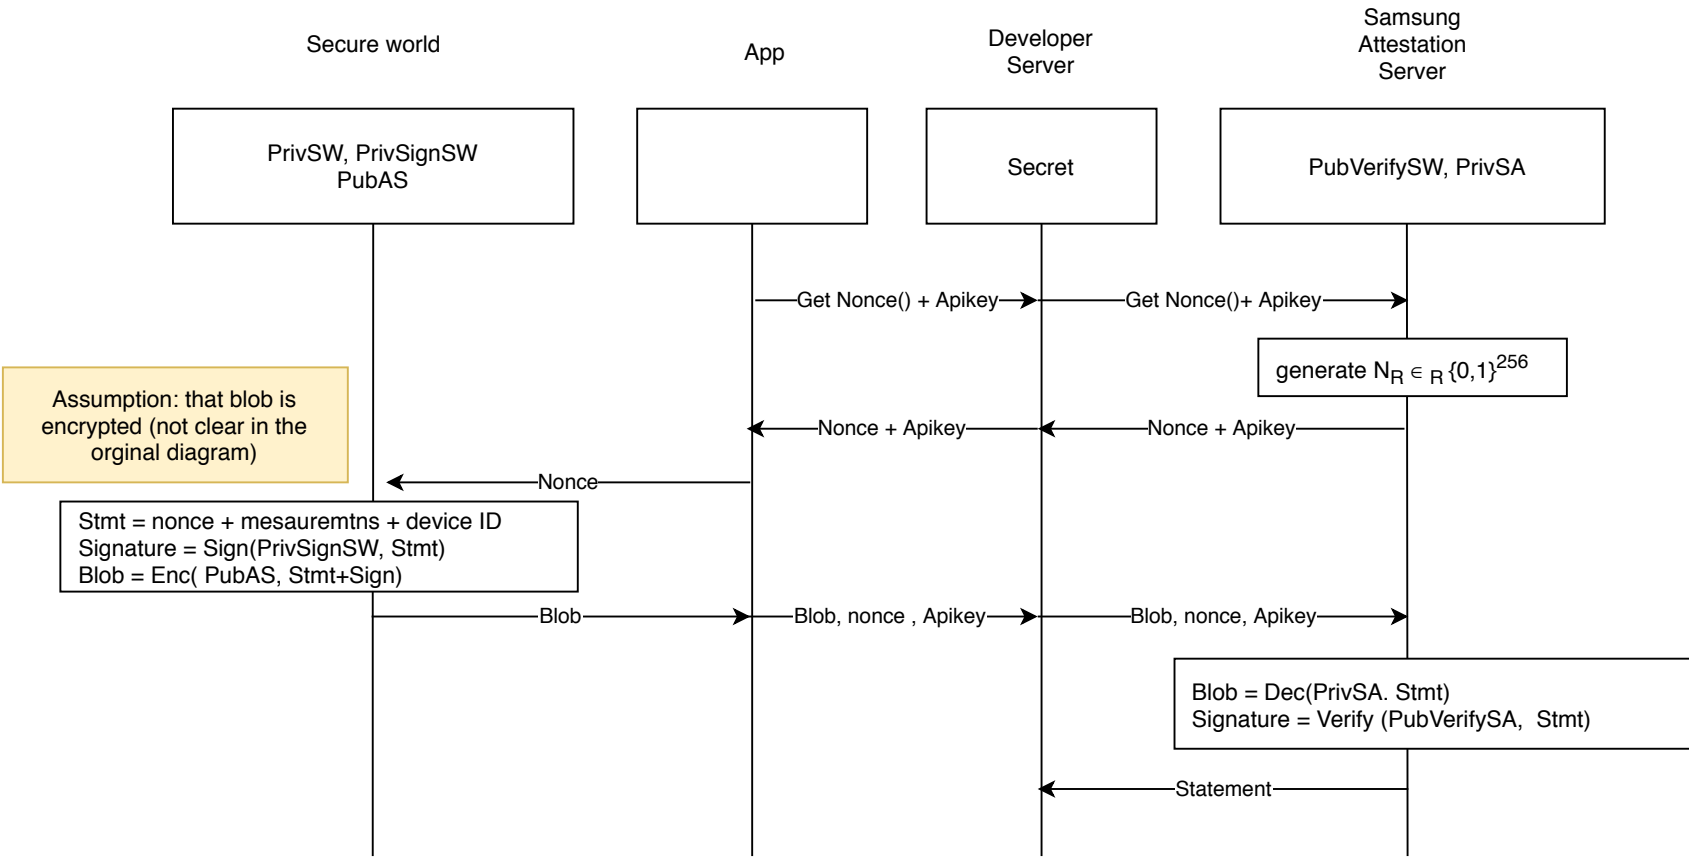 Secure world
App
Developer
Server
Samsung
Attestation
Server
PrivSW, PrivSignSW
PubAS
Secret
PubVerifySW, PrivSA
Get Nonce() + Apikey
Get Nonce()+ Apikey
generate N_R ∈ _R {0,1}^256
Assumption: that blob is
encrypted (not clear in the
orginal diagram)
Nonce + Apikey
Nonce + Apikey
Nonce
Stmt = nonce + mesauremtns + device ID
Signature = Sign(PrivSignSW, Stmt)
Blob = Enc( PubAS, Stmt+Sign)
Blob
Blob, nonce , Apikey
Blob, nonce, Apikey
Blob = Dec(PrivSA. Stmt)
Signature = Verify (PubVerifySA, Stmt)
Statement